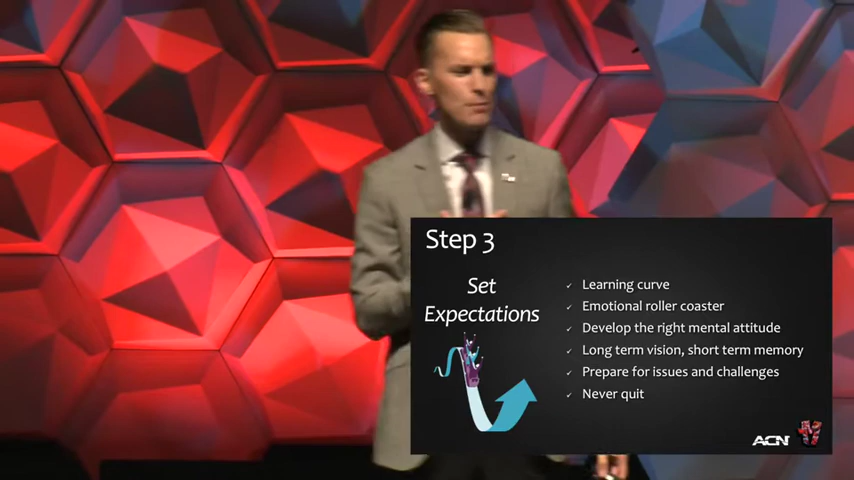 Step 3
Set
Expectations
Learning curve
Emotional roller coaster
Develop the right mental attitude
Long term vision, short term memory
Prepare for issues and challenges
Never quit
ACN